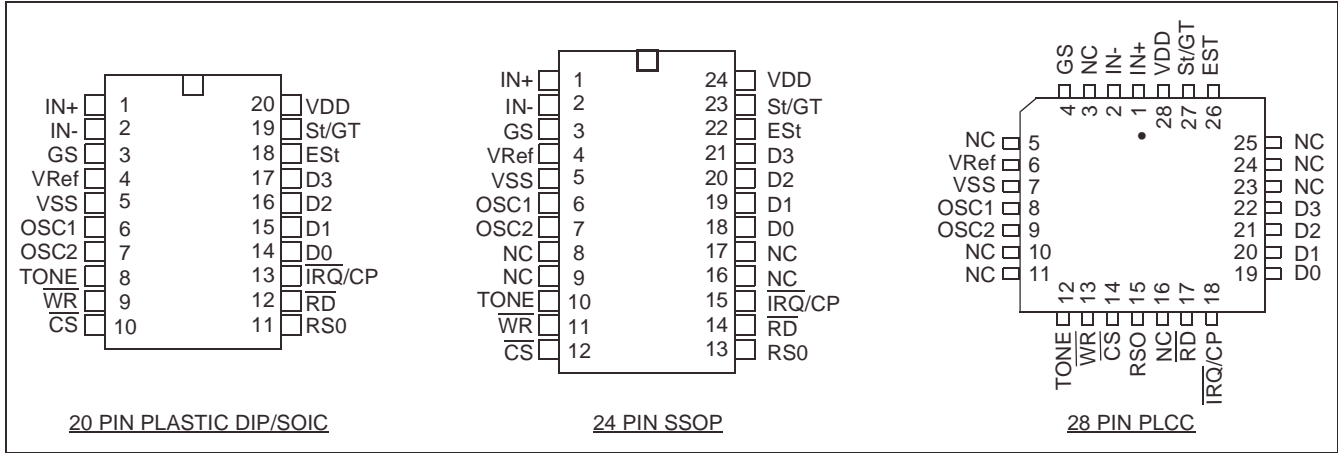 IN+ 1 20 VDD
IN- 2 19 St/GT
GS 3 18 ESt
VRef 4 17 D3
VSS 5 16 D2
OSC1 6 15 D1
OSC2 7 14 D0
TONE 8 13 IRQ/CP
WR 9 12 RD
CS 10 11 RS0
20 PIN PLASTIC DIP/SOIC
IN+ 1 24 VDD
IN- 2 23 St/GT
GS 3 22 ESt
VRef 4 21 D3
VSS 5 20 D2
OSC1 6 19 D1
OSC2 7 18 D0
NC 8 17 NC
NC 9 16 NC
TONE 10 15 IRQ/CP
WR 11 14 RD
CS 12 13 RS0
24 PIN SSOP
GS NC IN- IN+ VDD St/GT EST
4 3 2 1 28 27 26
NC 5 25 NC
VRef 6 24 NC
VSS 7 23 NC
OSC1 8 22 D3
OSC2 9 21 D2
NC 10 20 D1
NC 11 19 D0
12 13 14 15 16 17 18
TONE WR CS RSO NC RD IRQ/CP
28 PIN PLCC